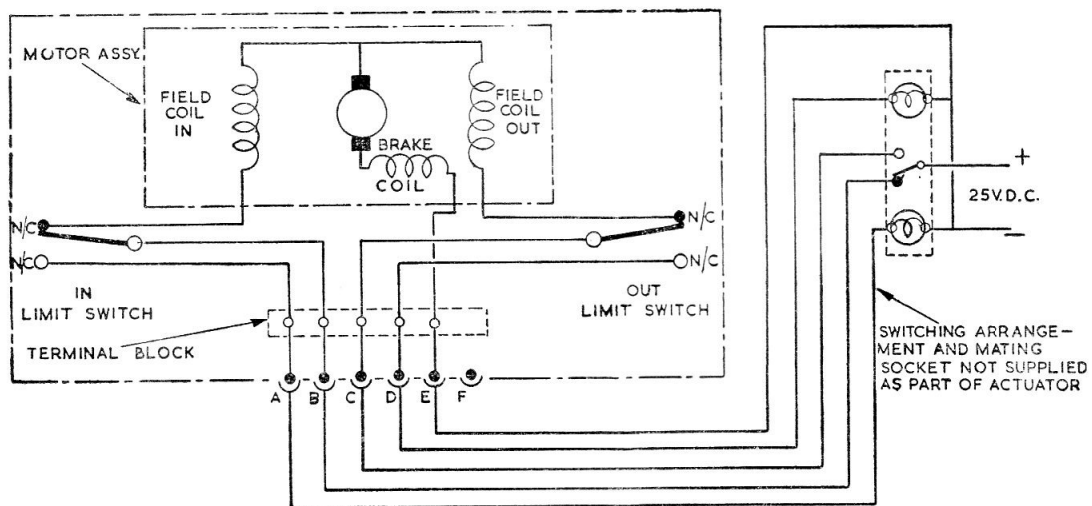 MOTOR ASSY.
FIELD
COIL
IN
FIELD
COIL
OUT
BRAKE
COIL
N/C
N/C
IN
LIMIT SWITCH
N/C
N/C
OUT
LIMIT SWITCH
TERMINAL BLOCK
A
B
C
D
E
F
+
25V.D.C.
−
SWITCHING ARRANGE-
MENT AND MATING
SOCKET NOT SUPPLIED
AS PART OF ACTUATOR